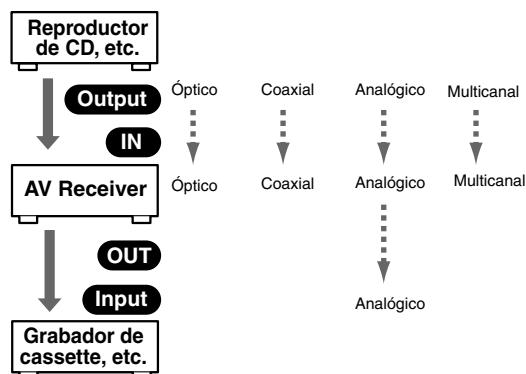 Reproductor
de CD, etc.
Output
Óptico
Coaxial
Analógico
Multicanal
IN
AV Receiver
Óptico
Coaxial
Analógico
Multicanal
OUT
Input
Analógico
Grabador de
cassette, etc.